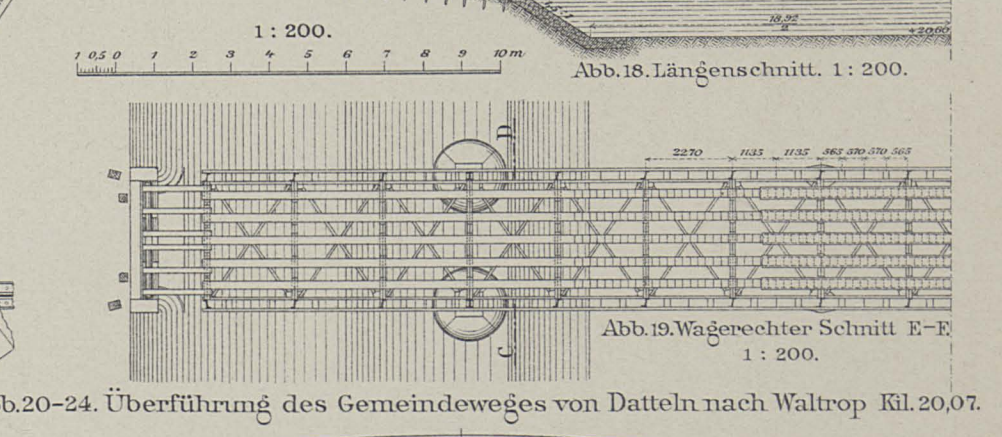 1 : 200.
1 0,5 0 1 2 3 4 5 6 7 8 9 10 m
18,92
2
+20,60
Abb. 18. Längenschnitt. 1 : 200.
D
2270 1135 1135 565 570 570 565
C
Abb. 19. Wagerechter Schnitt E-E
1 : 200.
b. 20-24. Überführung des Gemeindeweges von Datteln nach Waltrop Kil. 20,07.